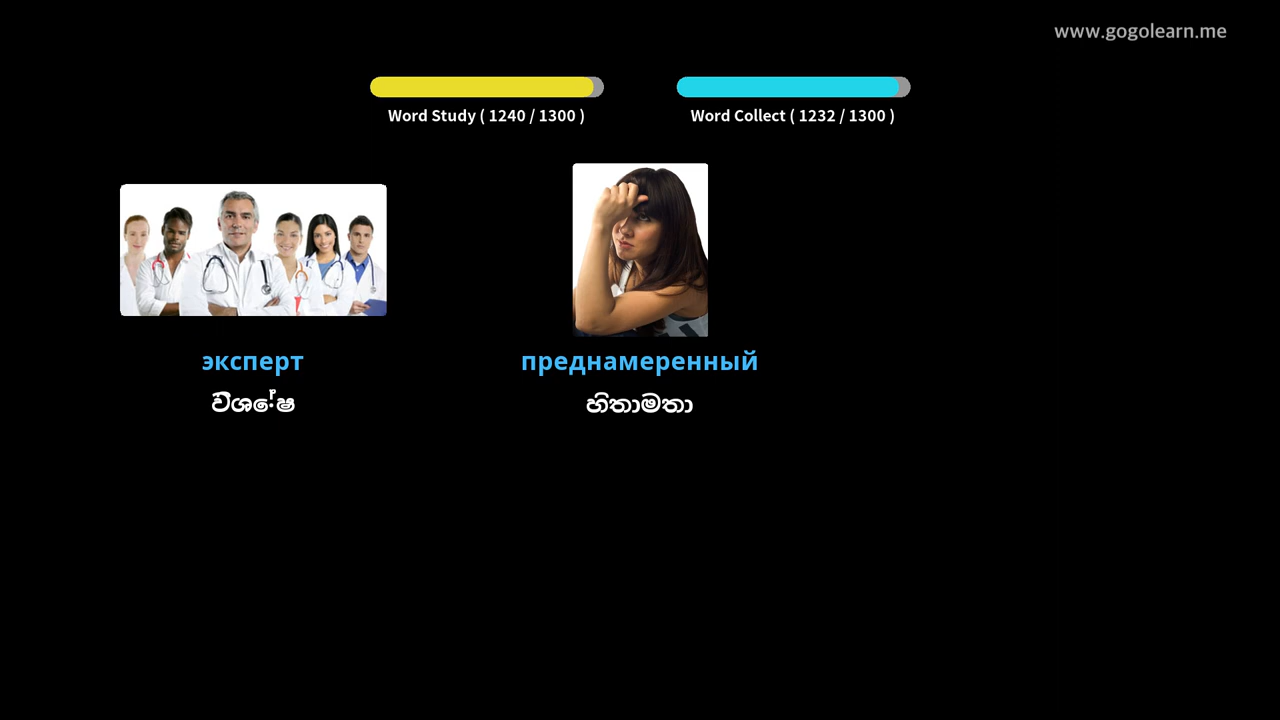 www.gogolearn.me
Word Study ( 1240 / 1300 )
Word Collect ( 1232 / 1300 )
эксперт
преднамеренный
විශේෂ
හිතාමතා